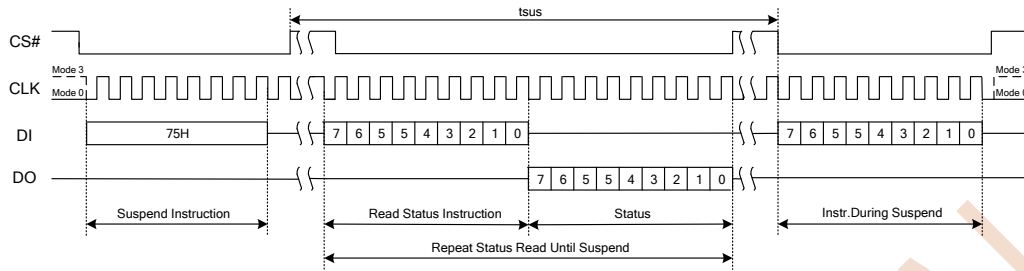 tsus
CS#
Mode 3
CLK
Mode 0
Mode 3
Mode 0
DI
75H
7 6 5 5 4 3 2 1 0
7 6 5 5 4 3 2 1 0
DO
7 6 5 5 4 3 2 1 0
Suspend Instruction
Read Status Instruction
Status
Instr.During Suspend
Repeat Status Read Until Suspend